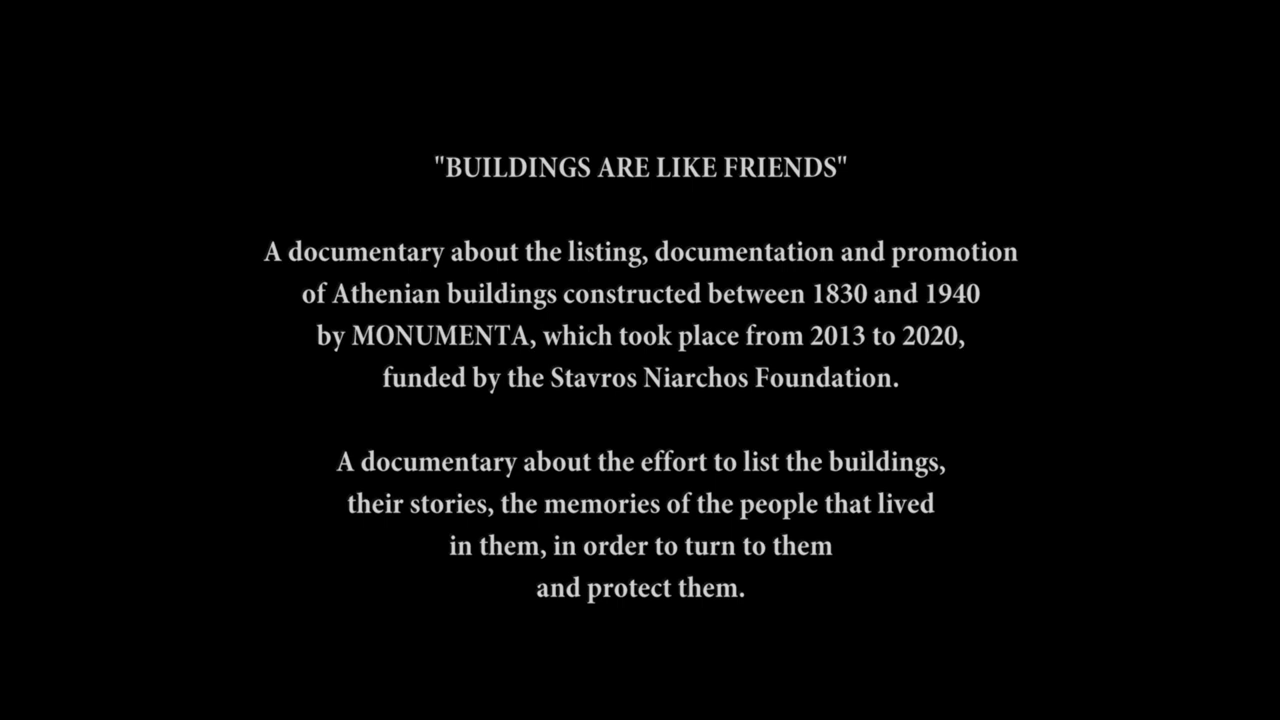 "BUILDINGS ARE LIKE FRIENDS"
A documentary about the listing, documentation and promotion
of Athenian buildings constructed between 1830 and 1940
by MONUMENTA, which took place from 2013 to 2020,
funded by the Stavros Niarchos Foundation.
A documentary about the effort to list the buildings,
their stories, the memories of the people that lived
in them, in order to turn to them
and protect them.